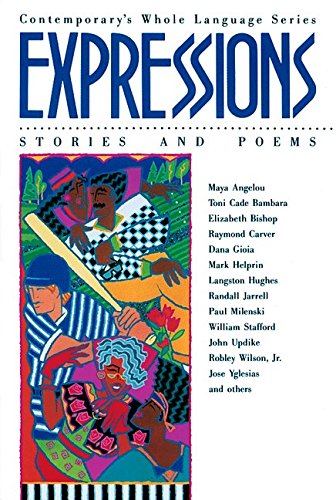 Contemporary's Whole Language Series
EXPRESSIONS
STORIES AND POEMS
Maya Angelou
Toni Cade Bambara
Elizabeth Bishop
Raymond Carver
Dana Gioia
Mark Helprin
Langston Hughes
Randall Jarrell
Paul Milenski
William Stafford
John Updike
Robley Wilson, Jr.
Jose Yglesias
and others